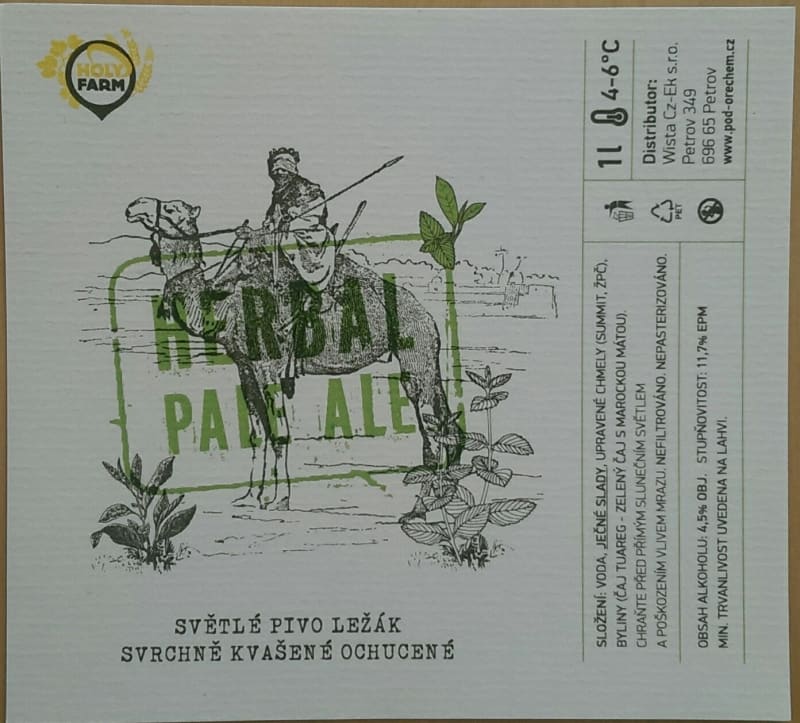 HOLY
FARM
HERBAL
PALE ALE
SVĚTLÉ PIVO LEŽÁK
SVRCHNĚ KVAŠENÉ OCHUCENÉ
1l 4-6°C
Distributor:
Wista Cz-Ek s.r.o.
Petrov 349
696 65 Petrov
www.pod-orechem.cz
PET
SLOŽENÍ: VODA, JEČNÉ SLADY, UPRAVENÉ CHMELY (SUMMIT, ŽPČ),
BYLINY (ČAJ TUAREG - ZELENÝ ČAJ S MAROCKOU MÁTOU).
CHRAŇTE PŘED PŘÍMÝM SLUNEČNÍM SVĚTLEM
A POŠKOZENÍM VLIVEM MRAZU. NEFILTROVÁNO. NEPASTERIZOVÁNO.
OBSAH ALKOHOLU: 4,5% OBJ. STUPŇOVITOST: 11,7% EPM
MIN. TRVANLIVOST UVEDENA NA LAHVI.